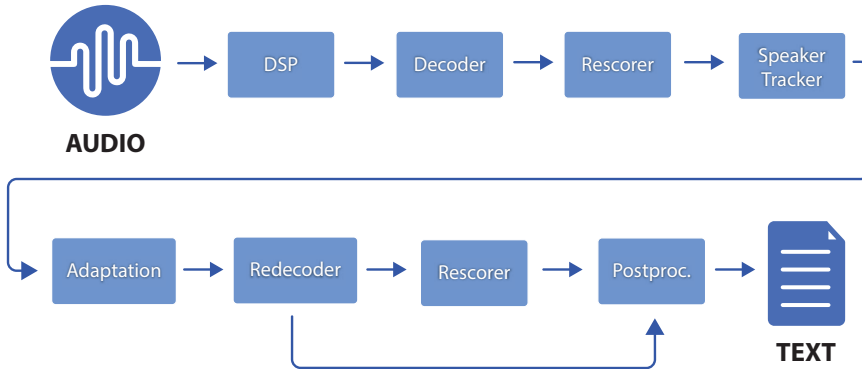 DSP
Decoder
Rescorer
Speaker
Tracker
AUDIO
Adaptation
Redecoder
Rescorer
Postproc.
TEXT